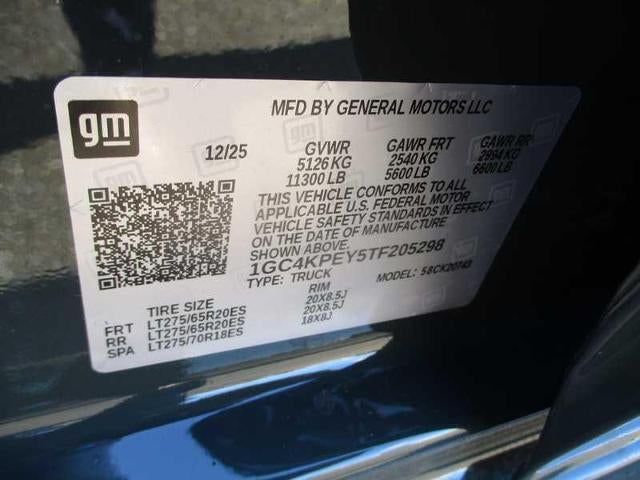 gm
MFD BY GENERAL MOTORS LLC
12/25 GVWR GAWR FRT GAWR RR
5126 KG 2540 KG 2994 KG
11300 LB 5600 LB 6600 LB
THIS VEHICLE CONFORMS TO ALL
APPLICABLE U.S. FEDERAL MOTOR
VEHICLE SAFETY STANDARDS IN EFFECT
ON THE DATE OF MANUFACTURE
SHOWN ABOVE.
1GC4KPEY5TF205298
TYPE: TRUCK MODEL: 58CK20743
TIRE SIZE RIM
FRT LT275/65R20ES 20X8.5J
RR LT275/65R20ES 20X8.5J
SPA LT275/70R18ES 18X8J